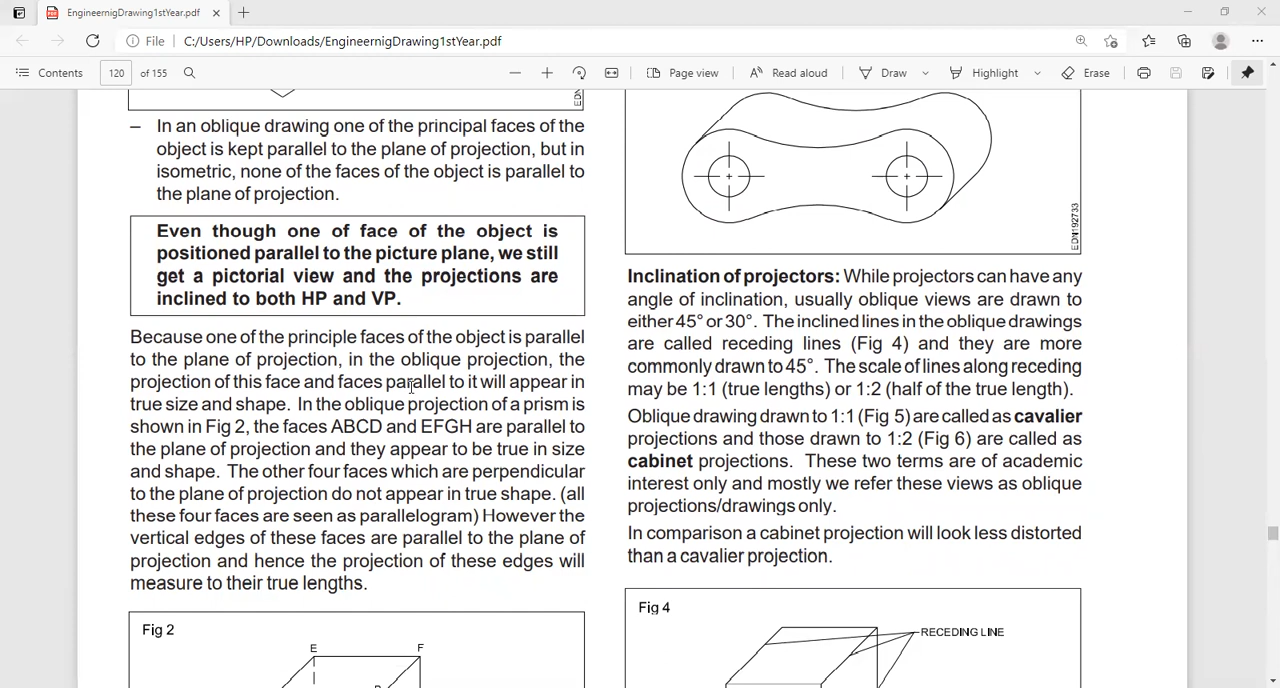 EngineernigDrawing1stYear.pdf
File
C:/Users/HP/Downloads/EngineernigDrawing1stYear.pdf
Contents
120
of 155
Page view
Read aloud
Draw
Highlight
Erase
– In an oblique drawing one of the principal faces of the
object is kept parallel to the plane of projection, but in
isometric, none of the faces of the object is parallel to
the plane of projection.
Even though one of face of the object is
positioned parallel to the picture plane, we still
get a pictorial view and the projections are
inclined to both HP and VP.
Because one of the principle faces of the object is parallel
to the plane of projection, in the oblique projection, the
projection of this face and faces parallel to it will appear in
true size and shape. In the oblique projection of a prism is
shown in Fig 2, the faces ABCD and EFGH are parallel to
the plane of projection and they appear to be true in size
and shape. The other four faces which are perpendicular
to the plane of projection do not appear in true shape. (all
these four faces are seen as parallelogram) However the
vertical edges of these faces are parallel to the plane of
projection and hence the projection of these edges will
measure to their true lengths.
Fig 2
E
F
EDN192733
Inclination of projectors: While projectors can have any
angle of inclination, usually oblique views are drawn to
either 45° or 30°. The inclined lines in the oblique drawings
are called receding lines (Fig 4) and they are more
commonly drawn to 45°. The scale of lines along receding
may be 1:1 (true lengths) or 1:2 (half of the true length).
Oblique drawing drawn to 1:1 (Fig 5) are called as cavalier
projections and those drawn to 1:2 (Fig 6) are called as
cabinet projections. These two terms are of academic
interest only and mostly we refer these views as oblique
projections/drawings only.
In comparison a cabinet projection will look less distorted
than a cavalier projection.
Fig 4
RECEDING LINE